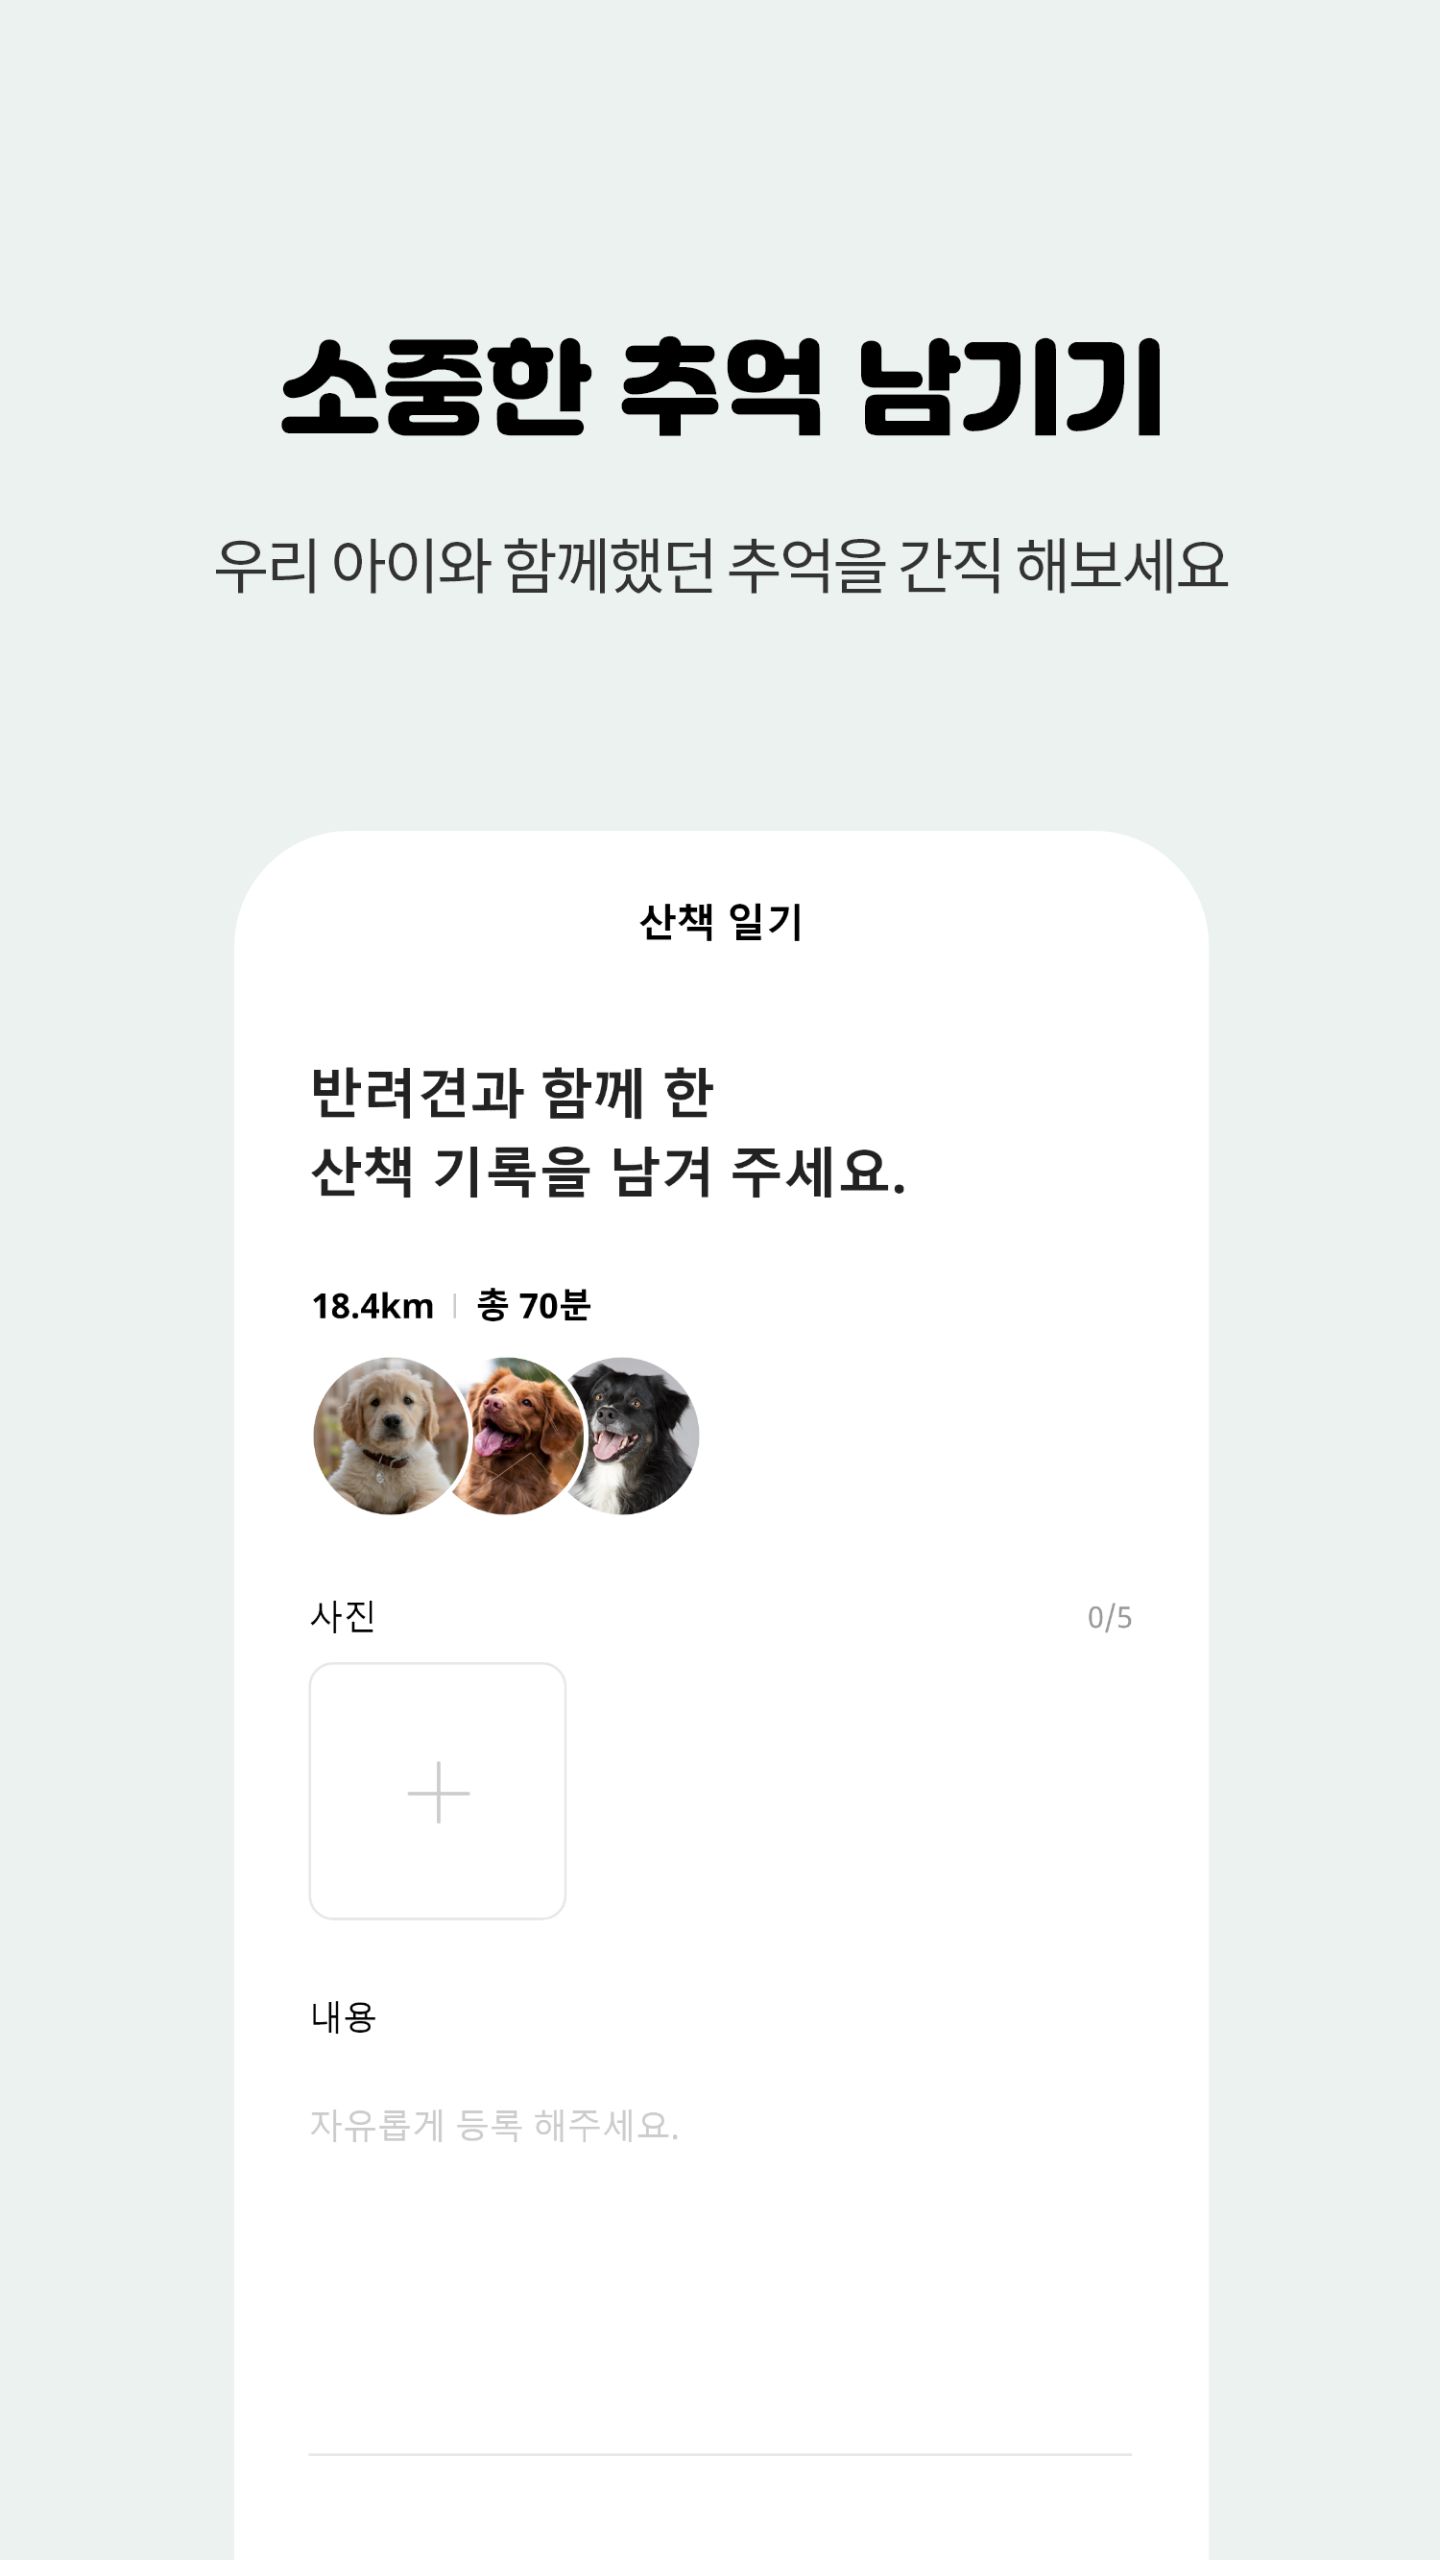 소중한 추억 남기기
우리 아이와 함께했던 추억을 간직 해보세요
산책 일기
반려견과 함께 한
산책 기록을 남겨 주세요.
18.4km | 총 70분
사진 0/5
내용
자유롭게 등록 해주세요.